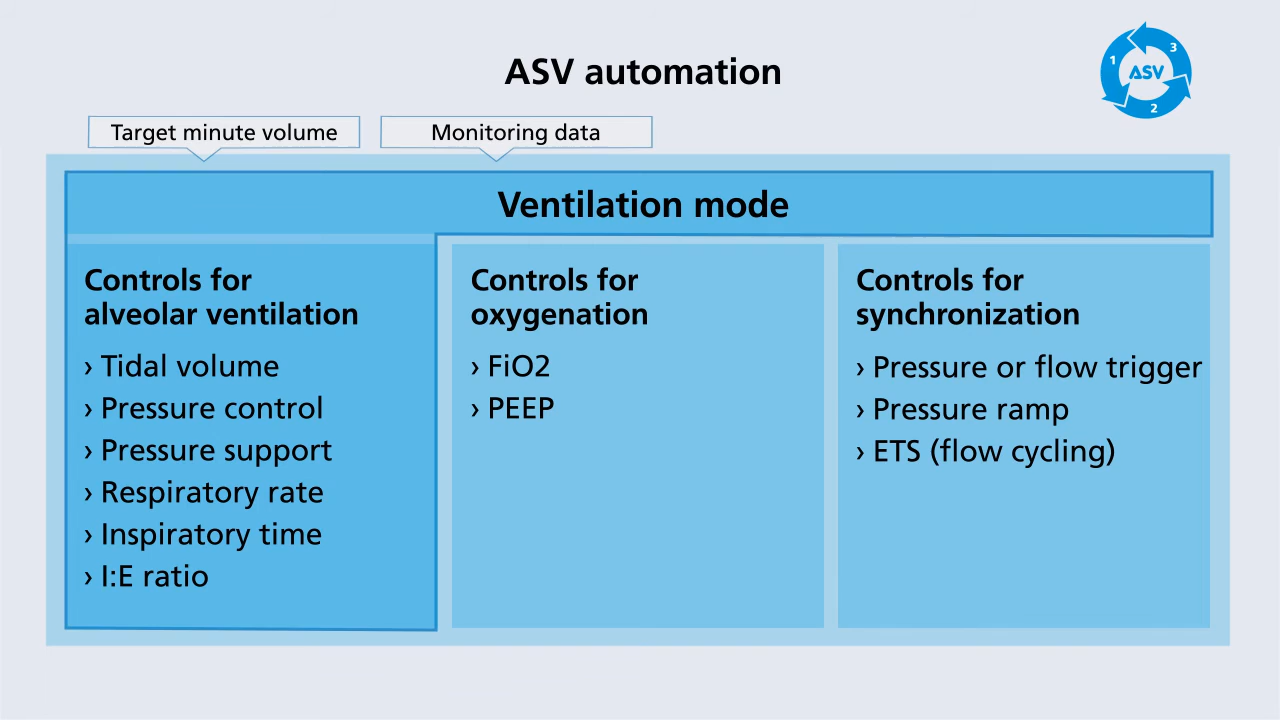 ASV automation
1
3
ASV
2
Target minute volume
Monitoring data
Ventilation mode
Controls for
alveolar ventilation
› Tidal volume
› Pressure control
› Pressure support
› Respiratory rate
› Inspiratory time
› I:E ratio
Controls for
oxygenation
› FiO2
› PEEP
Controls for
synchronization
› Pressure or flow trigger
› Pressure ramp
› ETS (flow cycling)